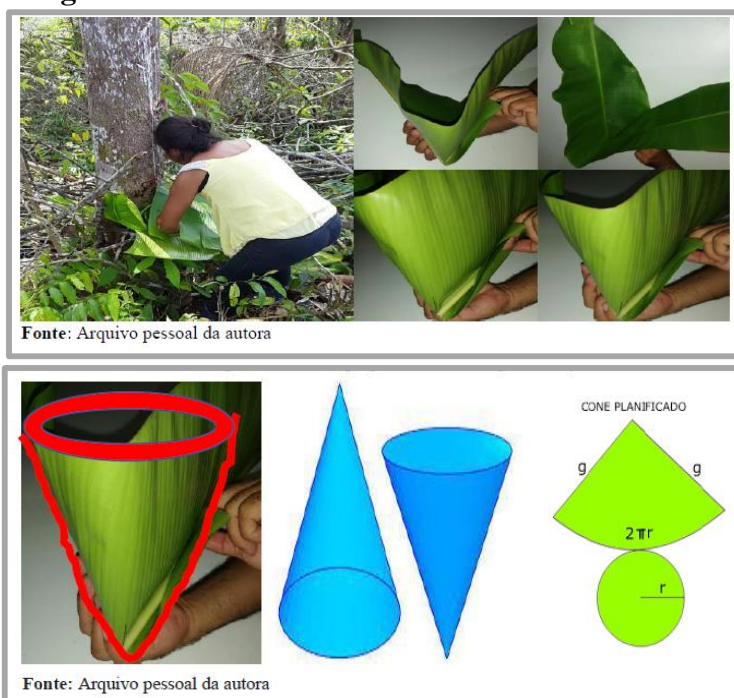 Fonte: Arquivo pessoal da autora
CONE PLANIFICADO
g
g
2πr
r
Fonte: Arquivo pessoal da autora